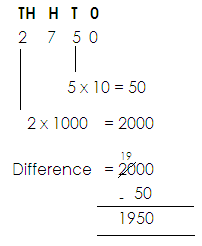 TH H T O
2 7 5 0
5 x 10 = 50
2 x 1000 = 2000
19
Difference = 2000
- 50
1950